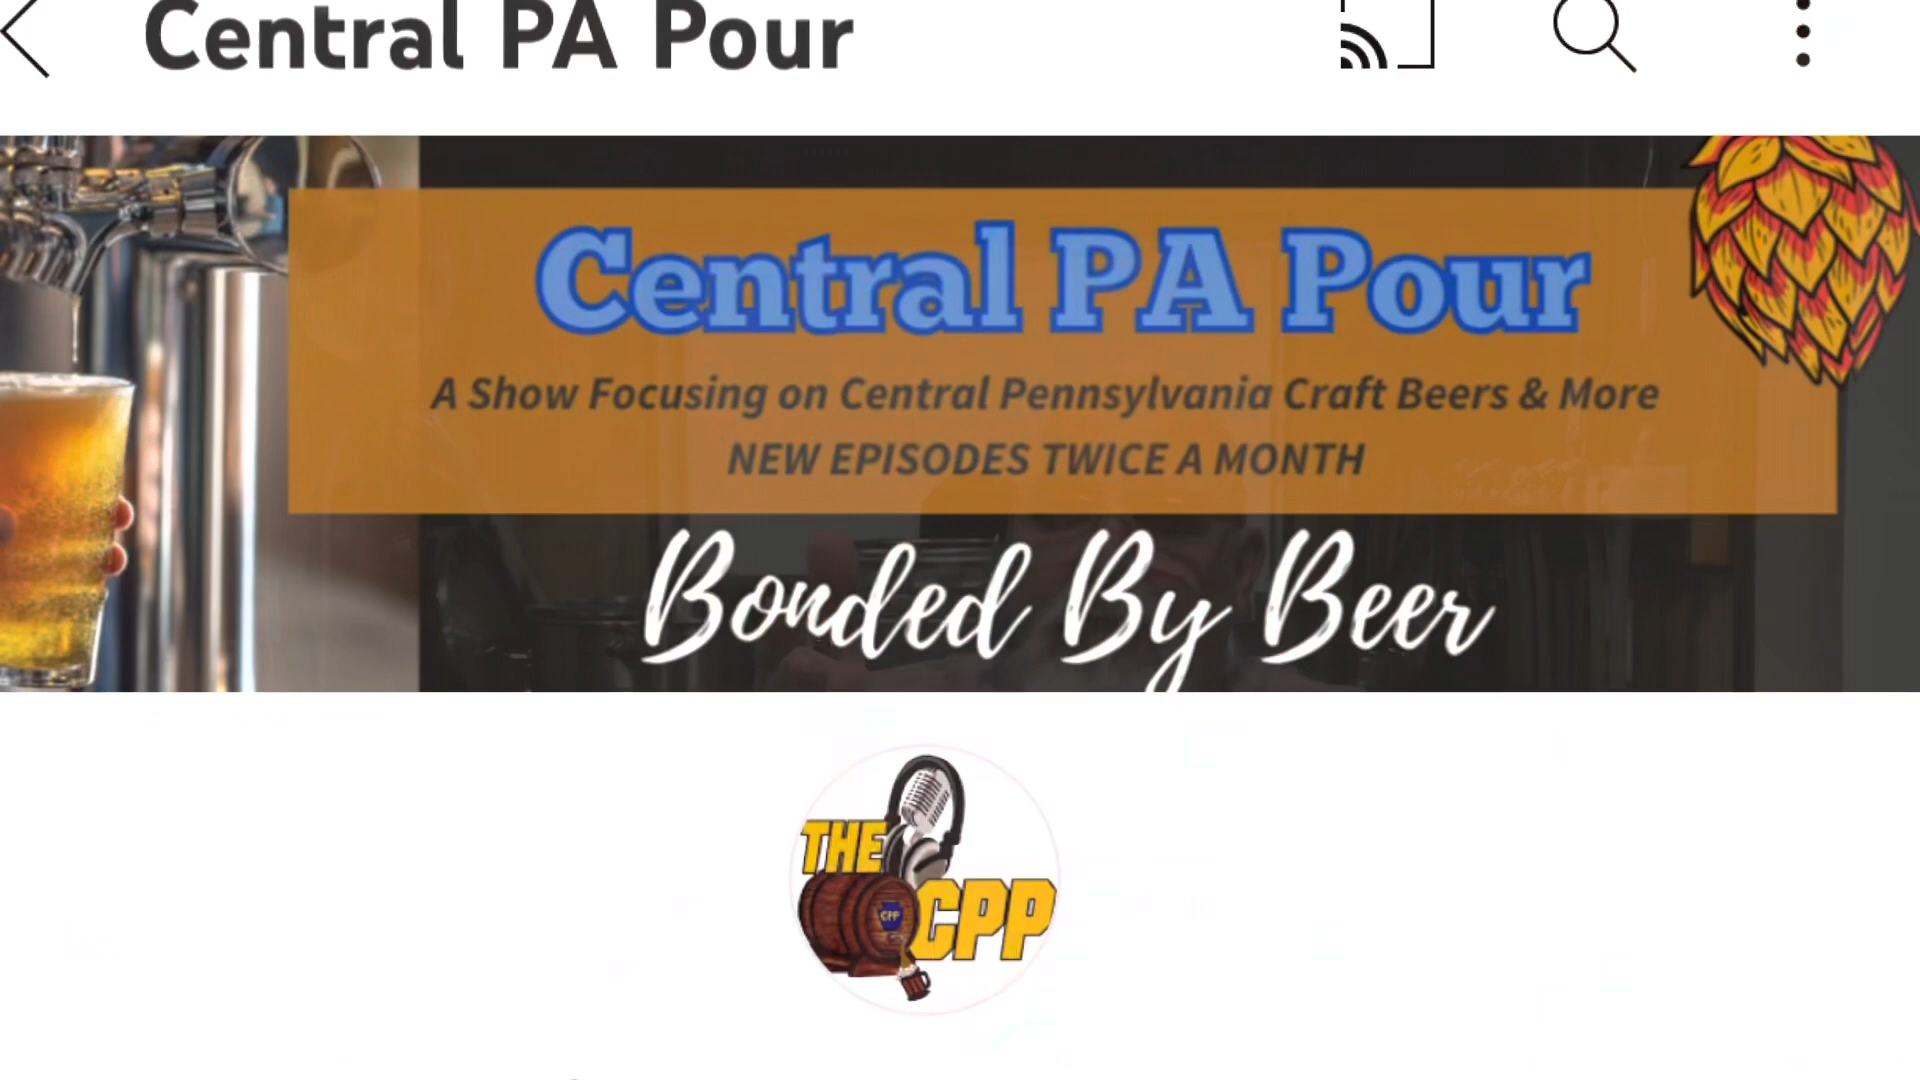 Central PA Pour
Central PA Pour
A Show Focusing on Central Pennsylvania Craft Beers & More
NEW EPISODES TWICE A MONTH
Bonded By Beer
THE
CPP
CPP